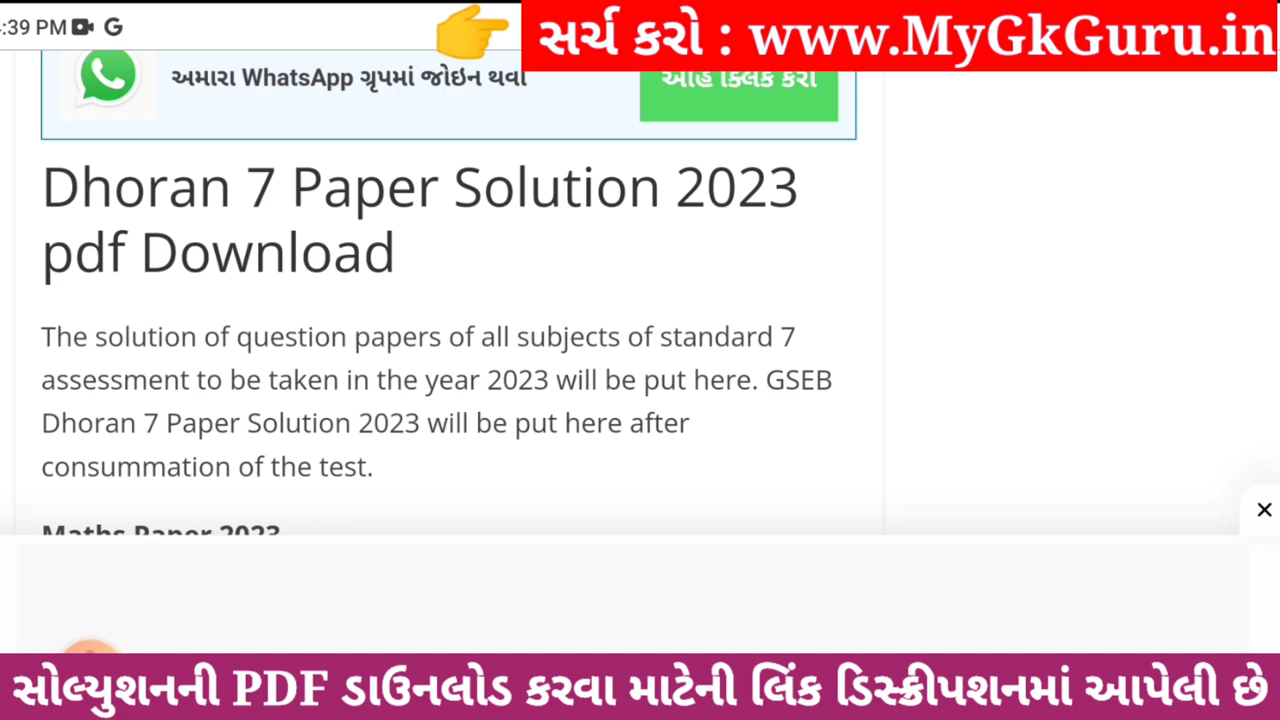 :39 PM G
સર્ચ કરો : www.MyGkGuru.in
અમારા WhatsApp ગ્રૃપમાં જોઇન થવા
ક્લિક કરો
Dhoran 7 Paper Solution 2023
pdf Download
The solution of question papers of all subjects of standard 7
assessment to be taken in the year 2023 will be put here. GSEB
Dhoran 7 Paper Solution 2023 will be put here after
consummation of the test.
Maths Paper 2023
સોલ્યુશનની PDF ડાઉનલોડ કરવા માટેની લિંક ડિસ્ક્રીપશનમાં આપેલી છે